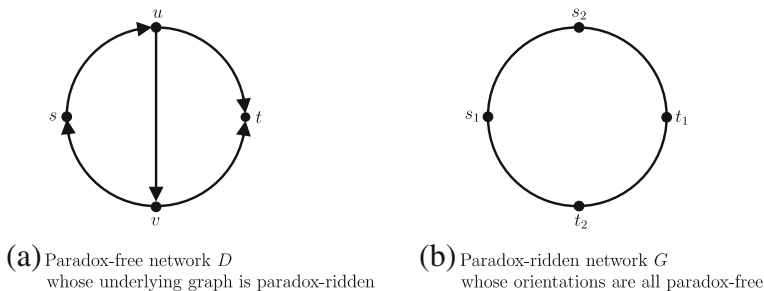 u
s
t
v
(a) Paradox-free network D
whose underlying graph is paradox-ridden
s₂
s₁
t₁
t₂
(b) Paradox-ridden network G
whose orientations are all paradox-free